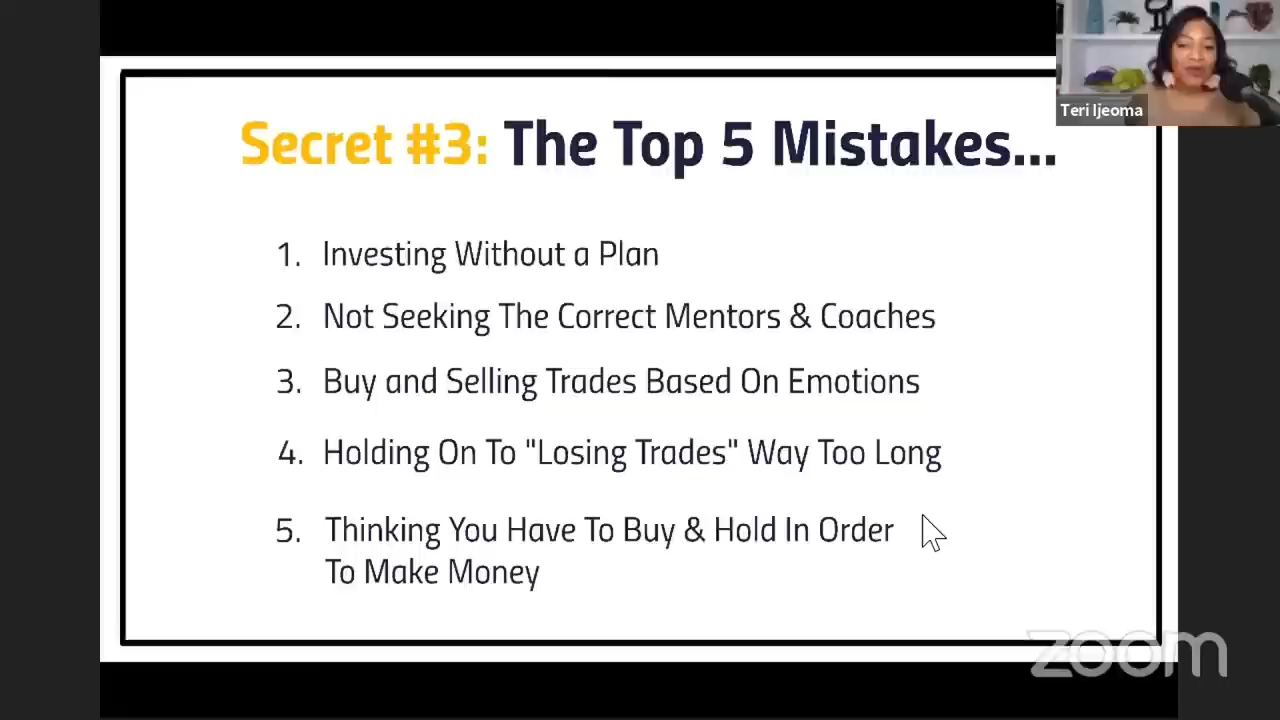 Teri Ijeoma
Secret #3: The Top 5 Mistakes...
1. Investing Without a Plan
2. Not Seeking The Correct Mentors & Coaches
3. Buy and Selling Trades Based On Emotions
4. Holding On To "Losing Trades" Way Too Long
5. Thinking You Have To Buy & Hold In Order
To Make Money
zoom